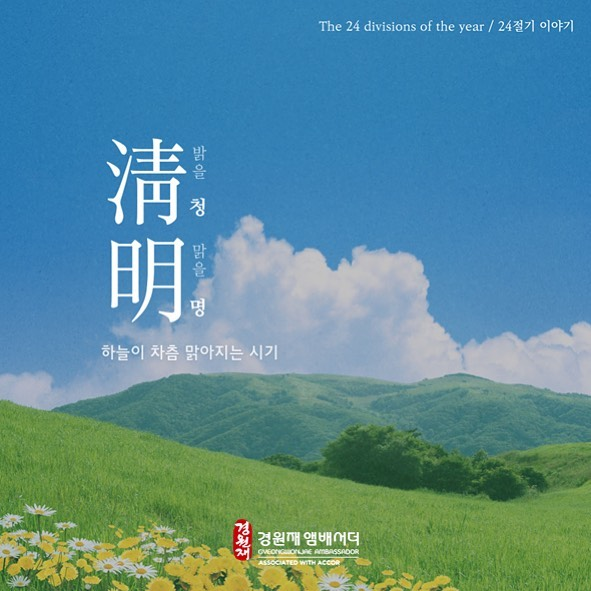 The 24 divisions of the year / 24절기 이야기
淸 밝을 청
明 맑을 명
하늘이 차츰 맑아지는 시기
경원재
경원재 앰배서더
GYEONGWONJAE AMBASSADOR
ASSOCIATED WITH ACCOR